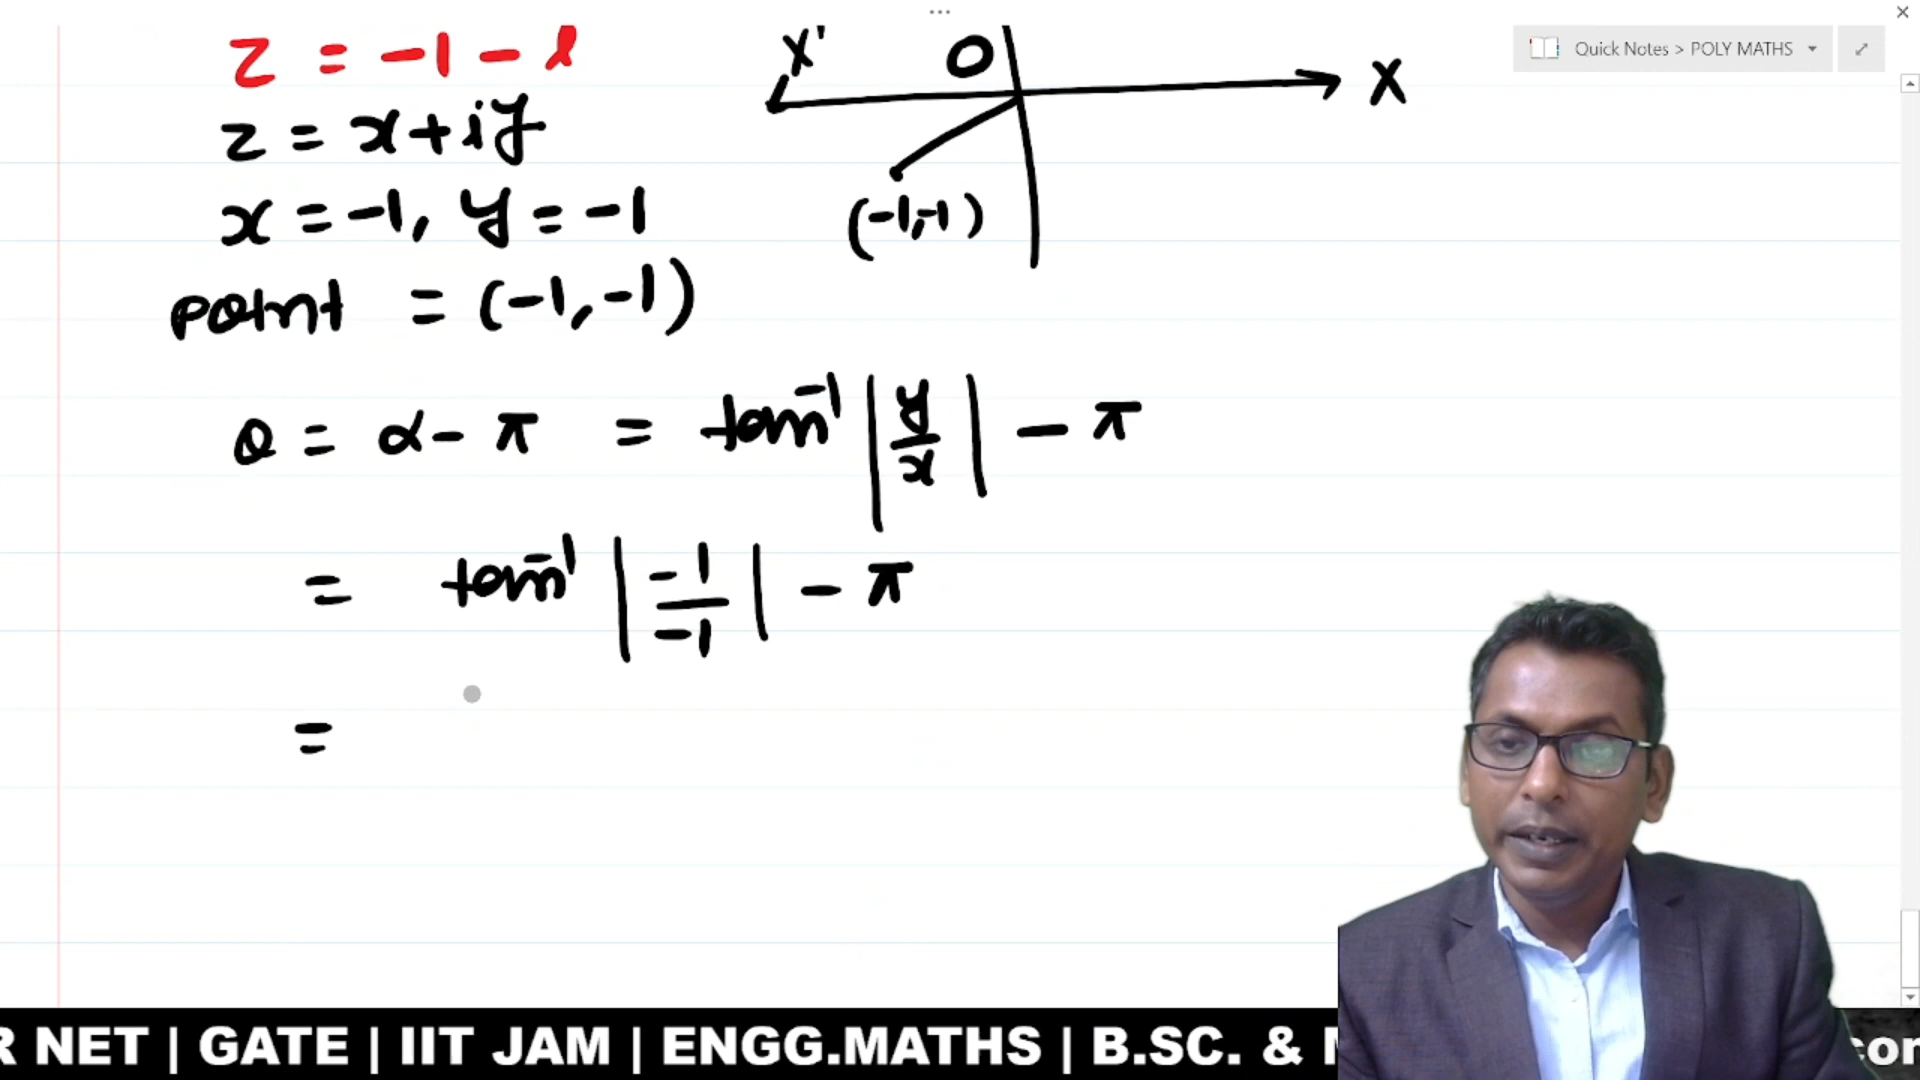 Quick Notes > POLY MATHS
z = -1 - i
X' O X
z = x + iy
x = -1, y = -1
(-1,-1)
point = (-1, -1)
θ = α - π = tan⁻¹ |y/x| - π
= tan⁻¹ |-1/-1| - π
=
NET | GATE | IIT JAM | ENGG.MATHS | B.SC. &